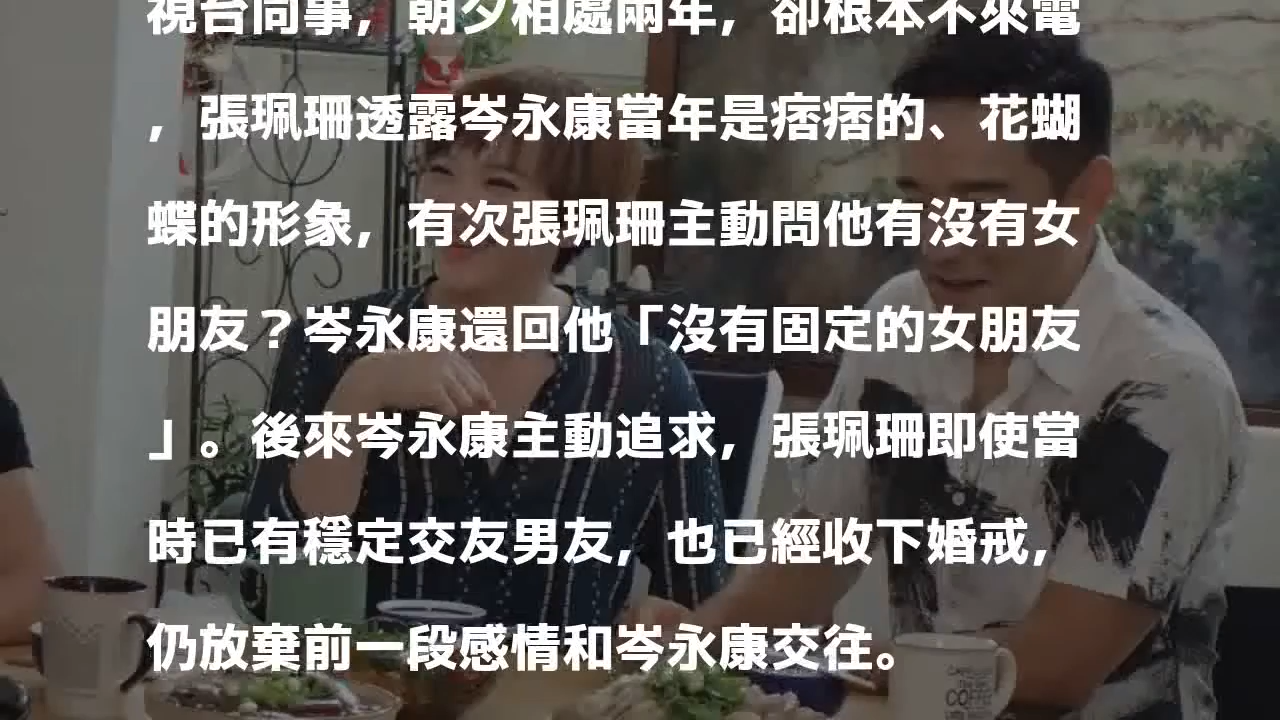 視台同事，朝夕相處兩年，卻根本不來電
，張珮珊透露岑永康當年是痞痞的、花蝴
蝶的形象，有次張珮珊主動問他有沒有女
朋友？岑永康還回他「沒有固定的女朋友
」。後來岑永康主動追求，張珮珊即使當
時已有穩定交友男友，也已經收下婚戒，
仍放棄前一段感情和岑永康交往。
COFFEE